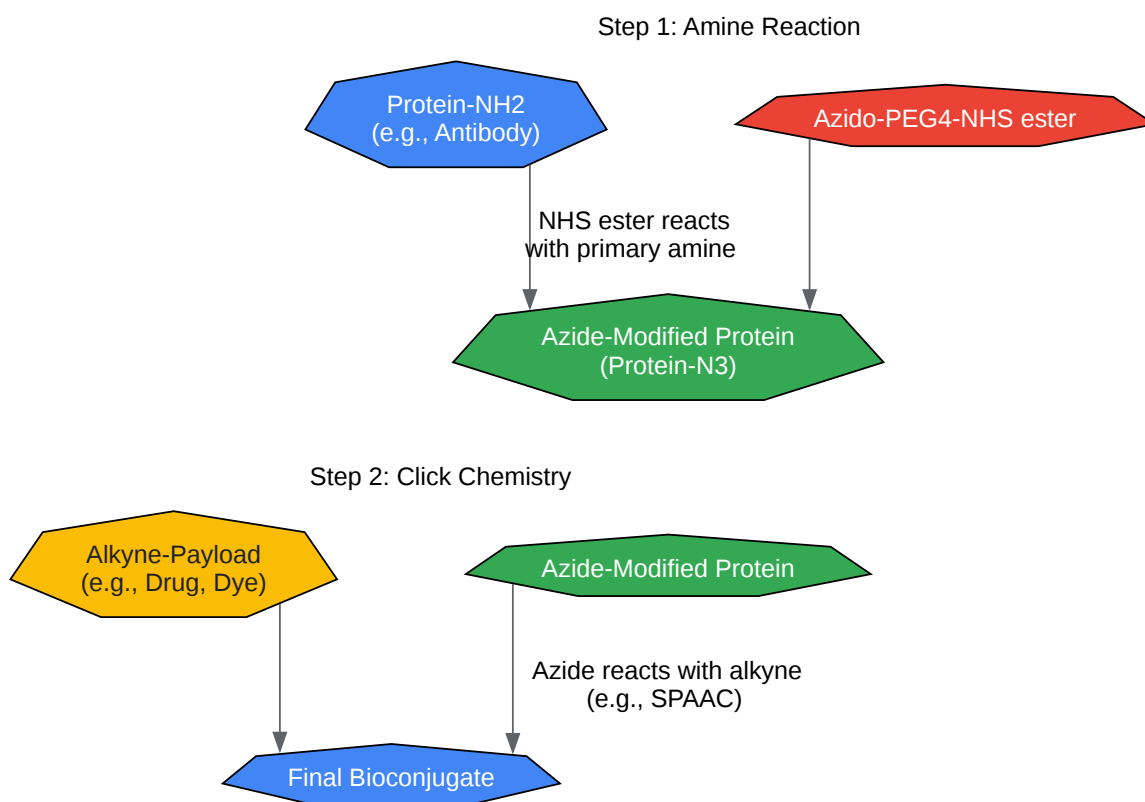 Step 1: Amine Reaction
Protein-NH2
(e.g., Antibody)
Azido-PEG4-NHS ester
NHS ester reacts
with primary amine
Azide-Modified Protein
(Protein-N3)
Step 2: Click Chemistry
Alkyne-Payload
(e.g., Drug, Dye)
Azide-Modified Protein
Azide reacts with alkyne
(e.g., SPAAC)
Final Bioconjugate